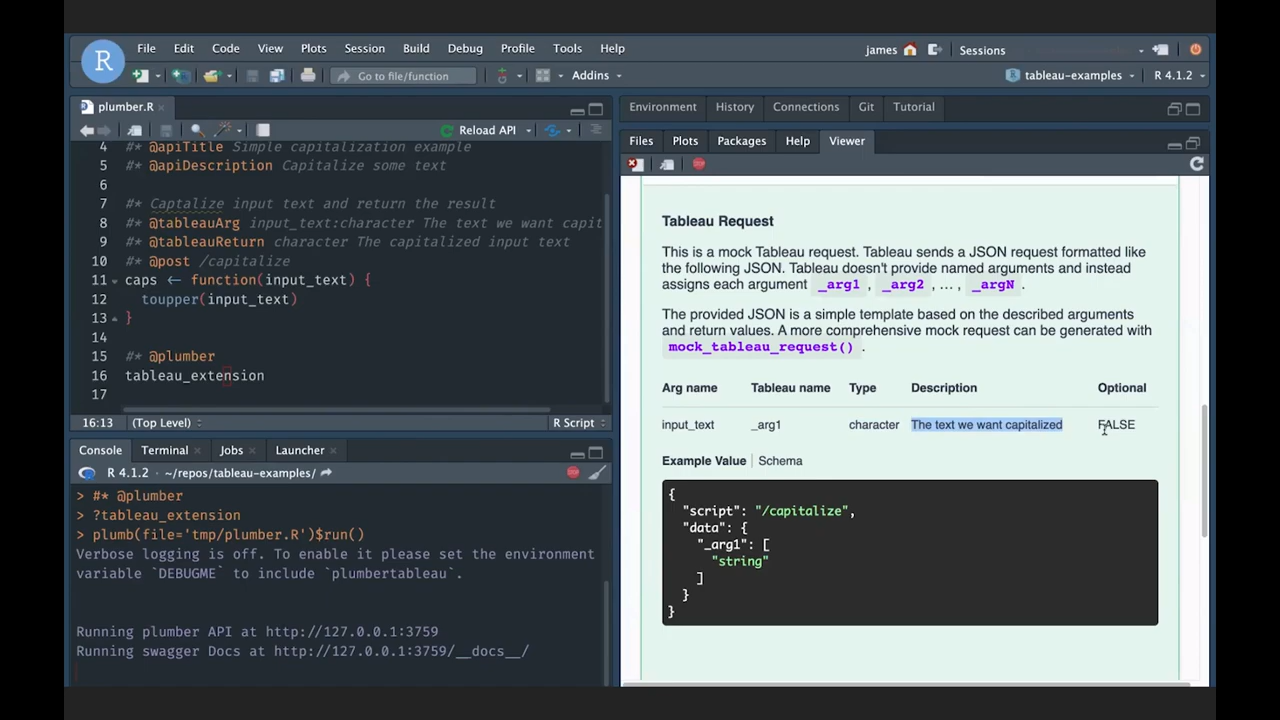 R
File Edit Code View Plots Session Build Debug Profile Tools Help
james Sessions
Go to file/function Addins
tableau-examples R 4.1.2
plumber.R
Reload API
4 #* @apiTitle Simple capitalization example
5 #* @apiDescription Capitalize some text
6
7 #* Captalize input text and return the result
8 #* @tableauArg input_text:character The text we want capit
9 #* @tableauReturn character The capitalized input text
10 #* @post /capitalize
11 caps ← function(input_text) {
12 toupper(input_text)
13 }
14
15 #* @plumber
16 tableau_extension
17
16:13 (Top Level) R Script
Console Terminal Jobs Launcher
R 4.1.2 · ~/repos/tableau-examples/
> #* @plumber
> ?tableau_extension
> plumb(file='tmp/plumber.R')$run()
Verbose logging is off. To enable it please set the environment
variable `DEBUGME` to include `plumbertableau`.
Running plumber API at http://127.0.0.1:3759
Running swagger Docs at http://127.0.0.1:3759/__docs__/
Environment History Connections Git Tutorial
Files Plots Packages Help Viewer
Tableau Request
This is a mock Tableau request. Tableau sends a JSON request formatted like
the following JSON. Tableau doesn't provide named arguments and instead
assigns each argument _arg1 , _arg2 , ... , _argN .
The provided JSON is a simple template based on the described arguments
and return values. A more comprehensive mock request can be generated with
mock_tableau_request() .
Arg name Tableau name Type Description Optional
input_text _arg1 character The text we want capitalized FALSE
Example Value Schema
{
"script": "/capitalize",
"data": {
"_arg1": [
"string"
]
}
}